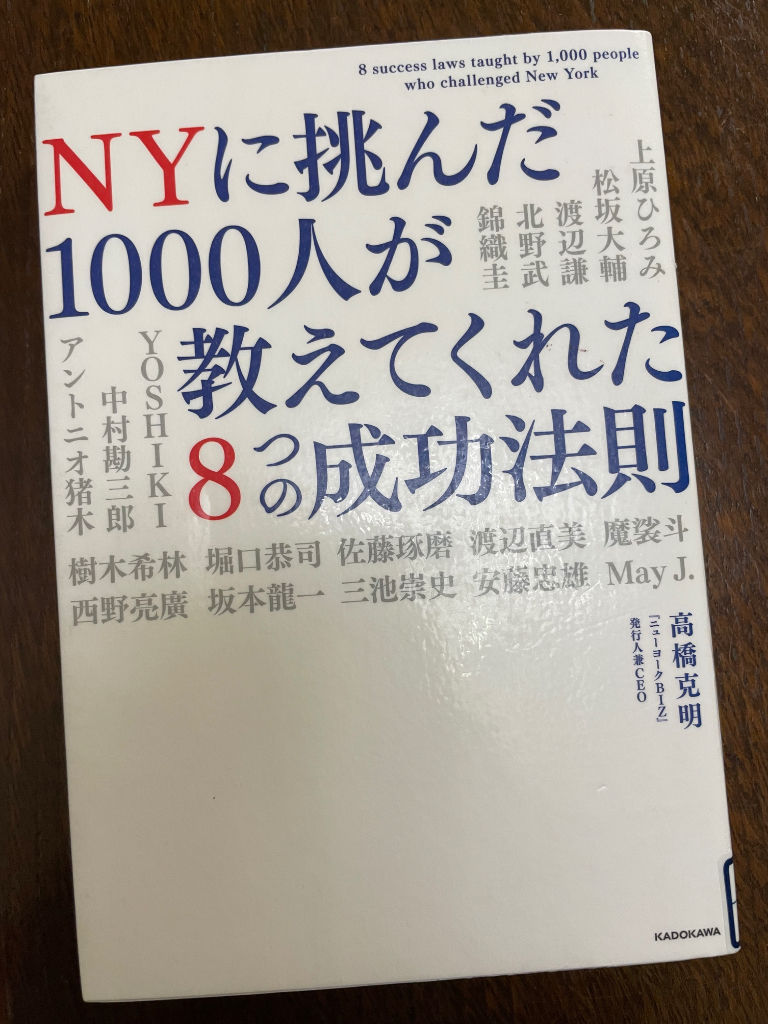 8 success laws taught by 1,000 people
who challenged New York
NYに挑んだ
1000人が
教えてくれた
8つの成功法則
上原ひろみ
松坂大輔
渡辺謙
北野武
錦織圭
YOSHIKI
中村勘三郎
アントニオ猪木
樹木希林 堀口恭司 佐藤琢磨 渡辺直美 魔裟斗
西野亮廣 坂本龍一 三池崇史 安藤忠雄 May J.
高橋克明
『ニューヨークBIZ』
発行人兼CEO
KADOKAWA